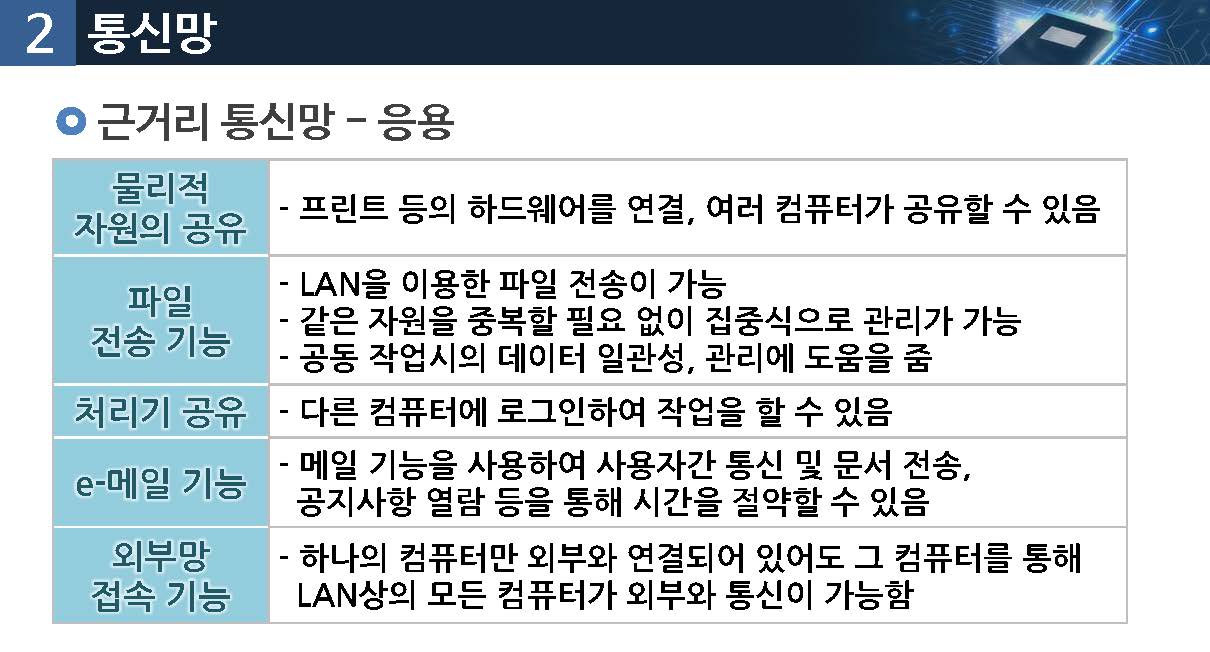 2 통신망
근거리 통신망 – 응용
물리적
자원의 공유
- 프린트 등의 하드웨어를 연결, 여러 컴퓨터가 공유할 수 있음
파일
전송 기능
- LAN을 이용한 파일 전송이 가능
- 같은 자원을 중복할 필요 없이 집중식으로 관리가 가능
- 공동 작업시의 데이터 일관성, 관리에 도움을 줌
처리기 공유
- 다른 컴퓨터에 로그인하여 작업을 할 수 있음
e-메일 기능
- 메일 기능을 사용하여 사용자간 통신 및 문서 전송,
공지사항 열람 등을 통해 시간을 절약할 수 있음
외부망
접속 기능
- 하나의 컴퓨터만 외부와 연결되어 있어도 그 컴퓨터를 통해
LAN상의 모든 컴퓨터가 외부와 통신이 가능함